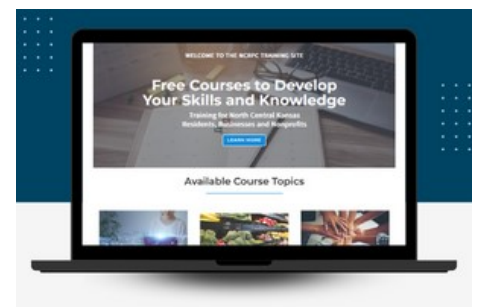 WELCOME TO THE NCRPC TRAINING SITE
Free Courses to Develop
Your Skills and Knowledge
Training for North Central Kansas
Residents, Businesses and Nonprofits
LEARN MORE
Available Course Topics